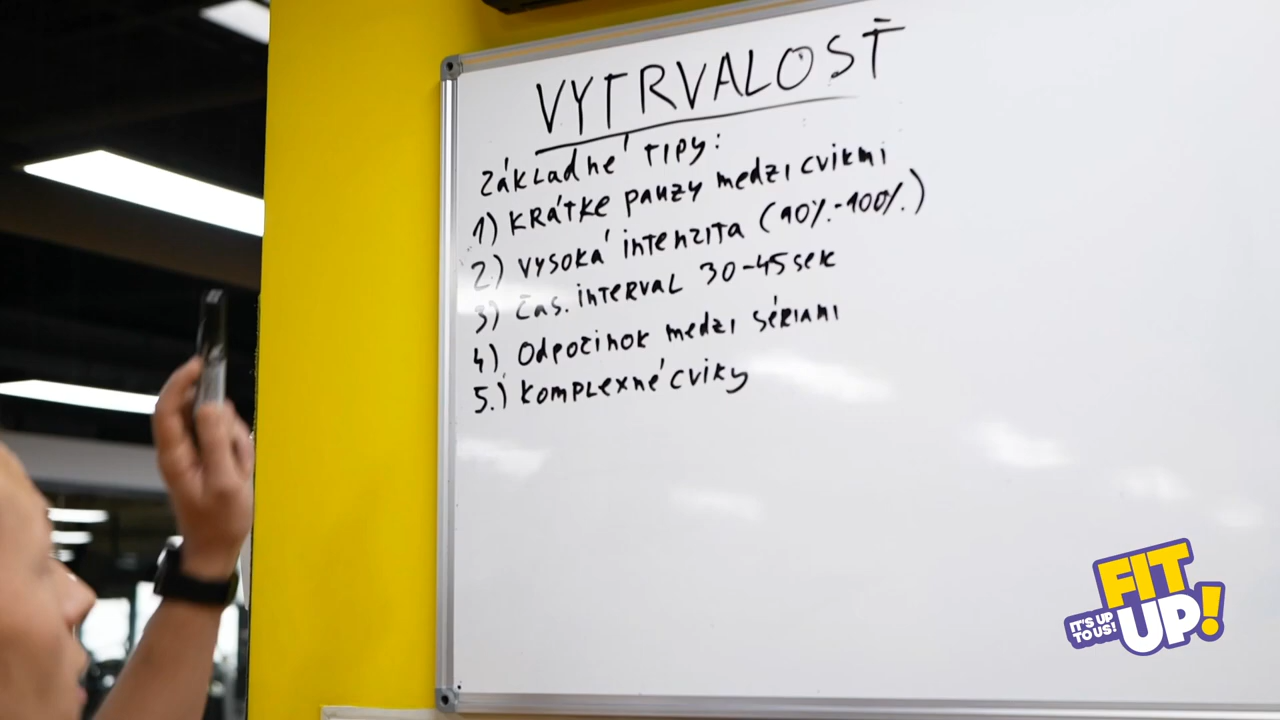 VYTRVALOSŤ
Základné TIPY:
1) KRÁTKE PAUZY medzi cvikmi
2.) VYSOKÁ INTENZITA (90%.-100%.)
3) Čas. INTERVAL 30-45 sek
4) Odpočinok medzi sériami
5.) Komplexné cviky
FIT
UP!
IT'S UP
TO US!